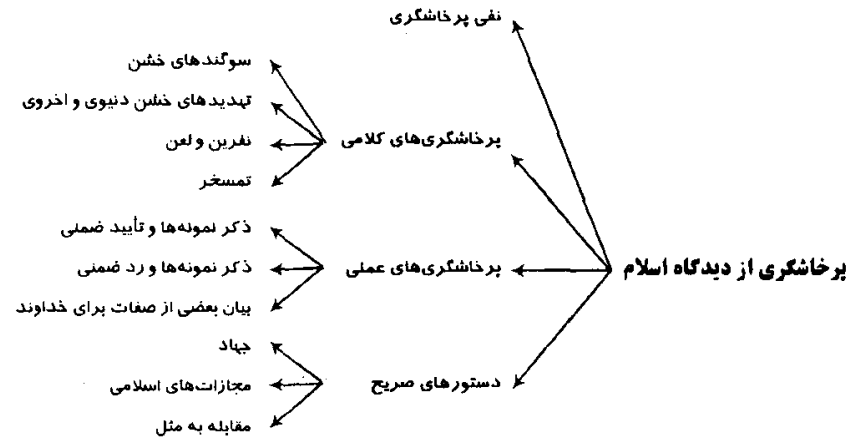 پرخاشگری از دیدگاه اسلام
نفی پرخاشگری
پرخاشگری‌های کلامی
سوگندهای خشن
تهدیدهای خشن دنیوی و اخروی
نفرین و لعن
تمسخر
پرخاشگری‌های عملی
ذکر نمونه‌ها و تأیید ضمنی
ذکر نمونه‌ها و رد ضمنی
بیان بعضی از صفات برای خداوند
دستورهای صریح
جهاد
مجازات‌های اسلامی
مقابله به مثل